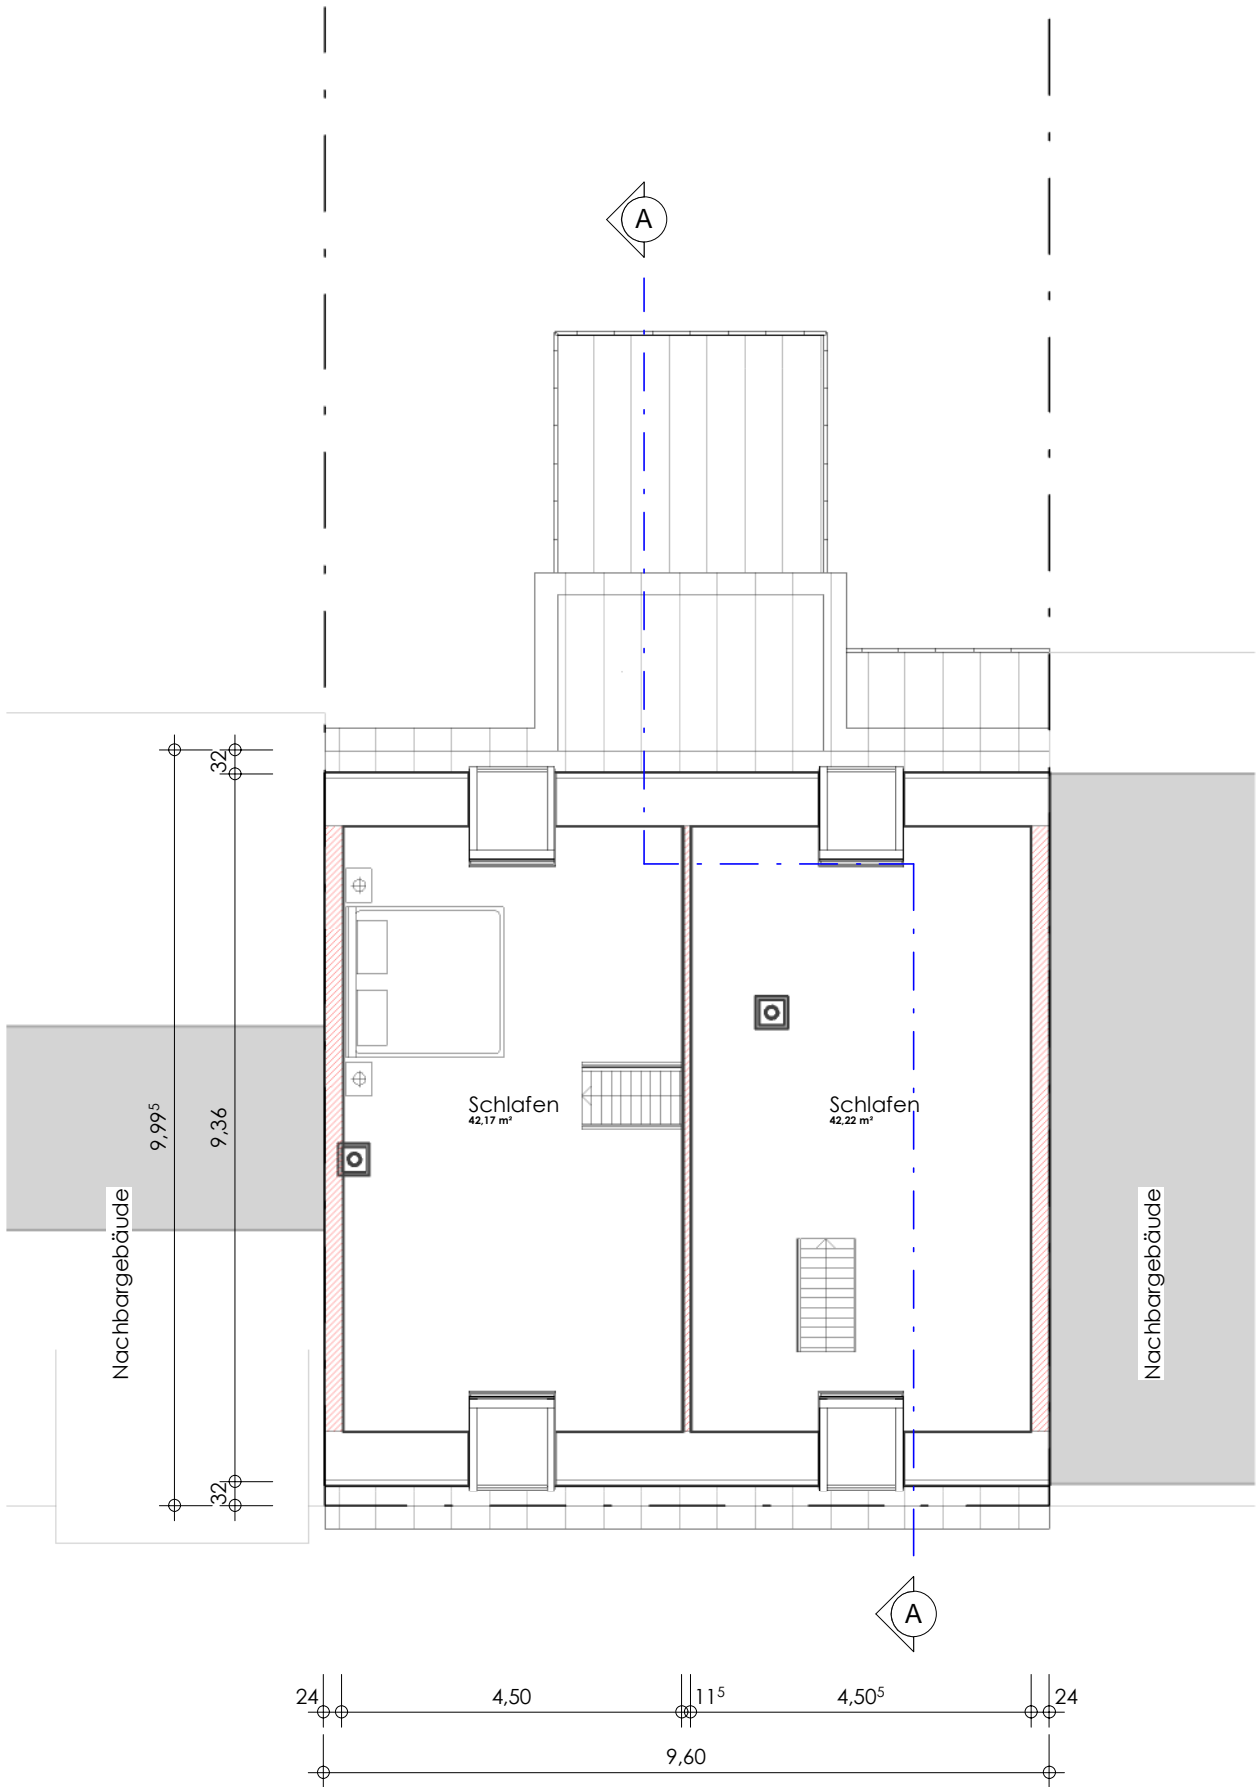 A
32
9,99⁵
9,36
Nachbargebäude
Schlafen
42,17 m²
Schlafen
42,22 m²
Nachbargebäude
32
A
24
4,50
11⁵
4,50⁵
24
9,60